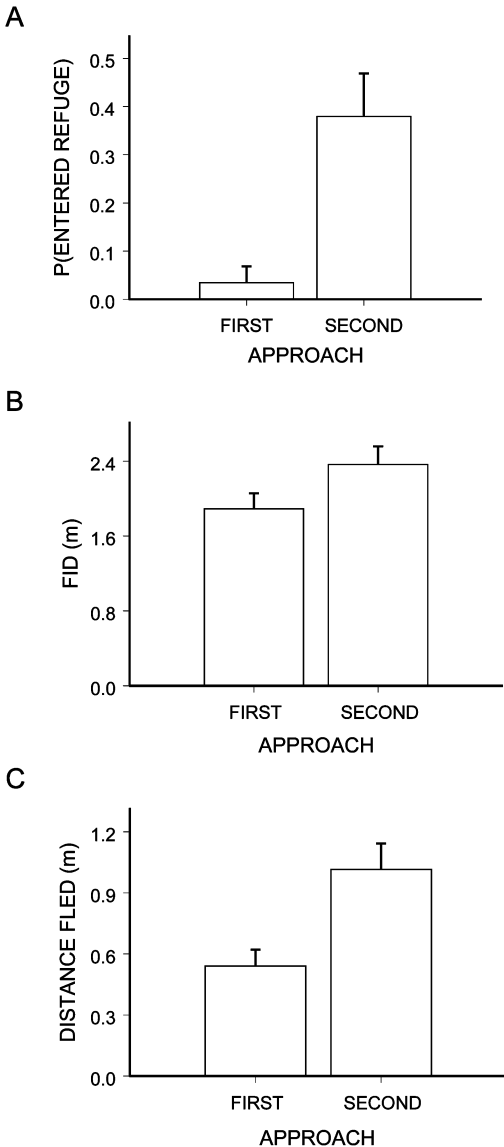 A
P(ENTERED REFUGE)
0.5
0.4
0.3
0.2
0.1
0.0
FIRST SECOND
APPROACH
B
FID (m)
2.4
1.6
0.8
0.0
FIRST SECOND
APPROACH
C
DISTANCE FLED (m)
1.2
0.9
0.6
0.3
0.0
FIRST SECOND
APPROACH